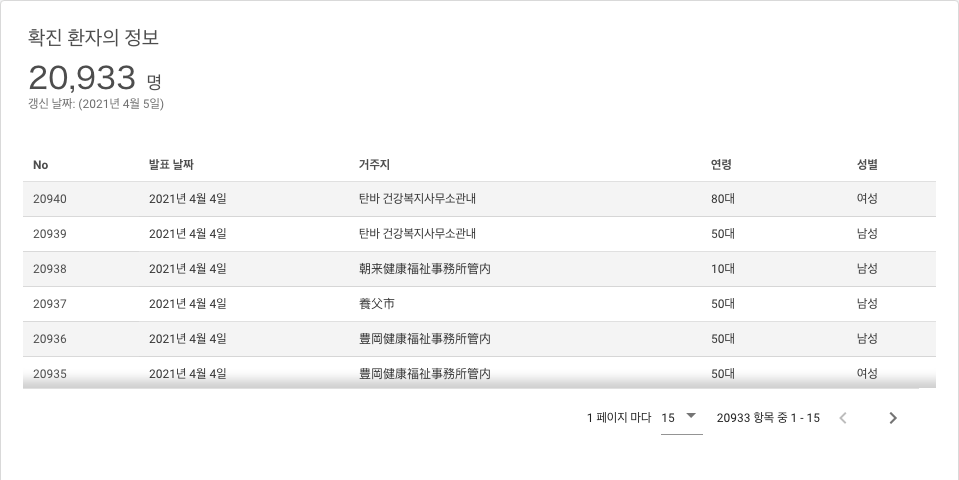 확진 환자의 정보
20,933 명
갱신 날짜: (2021년 4월 5일)
No 발표 날짜 거주지 연령 성별
20940 2021년 4월 4일 탄바 건강복지사무소관내 80대 여성
20939 2021년 4월 4일 탄바 건강복지사무소관내 50대 남성
20938 2021년 4월 4일 朝来健康福祉事務所管内 10대 남성
20937 2021년 4월 4일 養父市 50대 남성
20936 2021년 4월 4일 豊岡健康福祉事務所管内 50대 남성
20935 2021년 4월 4일 豊岡健康福祉事務所管内 50대 여성
1 페이지 마다 15 20933 항목 중 1 - 15